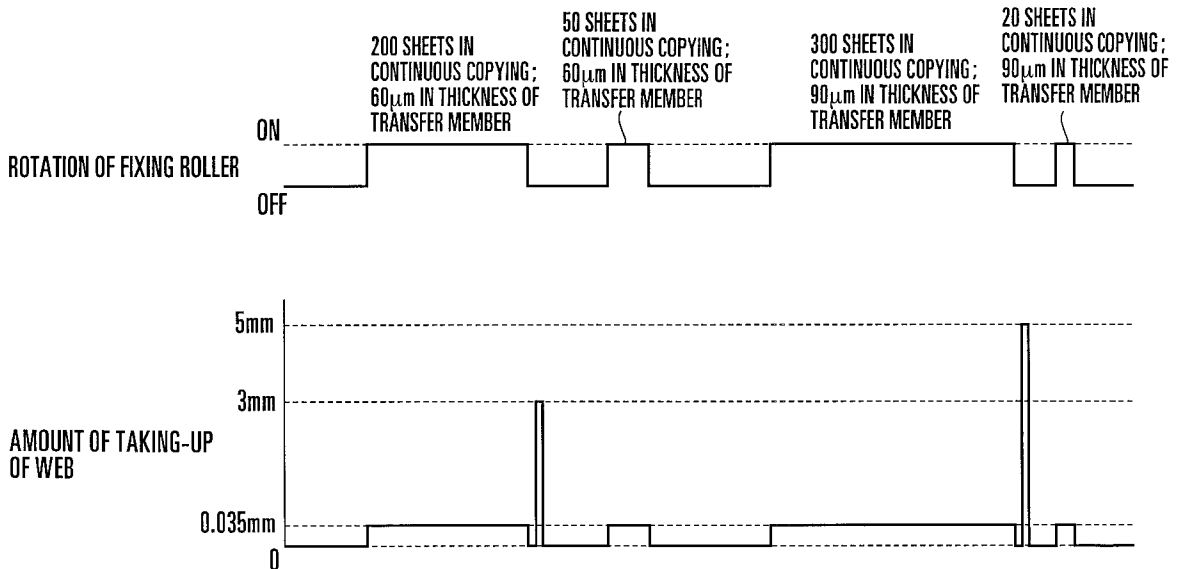 200 SHEETS IN
CONTINUOUS COPYING;
60μm IN THICKNESS OF
TRANSFER MEMBER
50 SHEETS IN
CONTINUOUS COPYING;
60μm IN THICKNESS OF
TRANSFER MEMBER
300 SHEETS IN
CONTINUOUS COPYING;
90μm IN THICKNESS OF
TRANSFER MEMBER
20 SHEETS IN
CONTINUOUS COPYING;
90μm IN THICKNESS OF
TRANSFER MEMBER
ON
ROTATION OF FIXING ROLLER
OFF
5mm
3mm
AMOUNT OF TAKING-UP
OF WEB
0.035mm
0